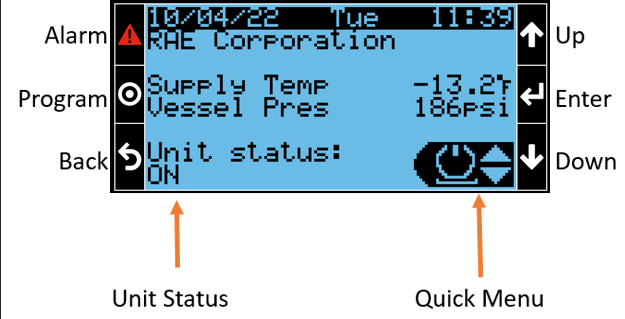 10/04/22 Tue 11:39
Alarm RAE Corporation Up
Supply Temp -13.2℉
Program Vessel Pres 186psi Enter
Back Unit status: Down
ON
Unit Status Quick Menu